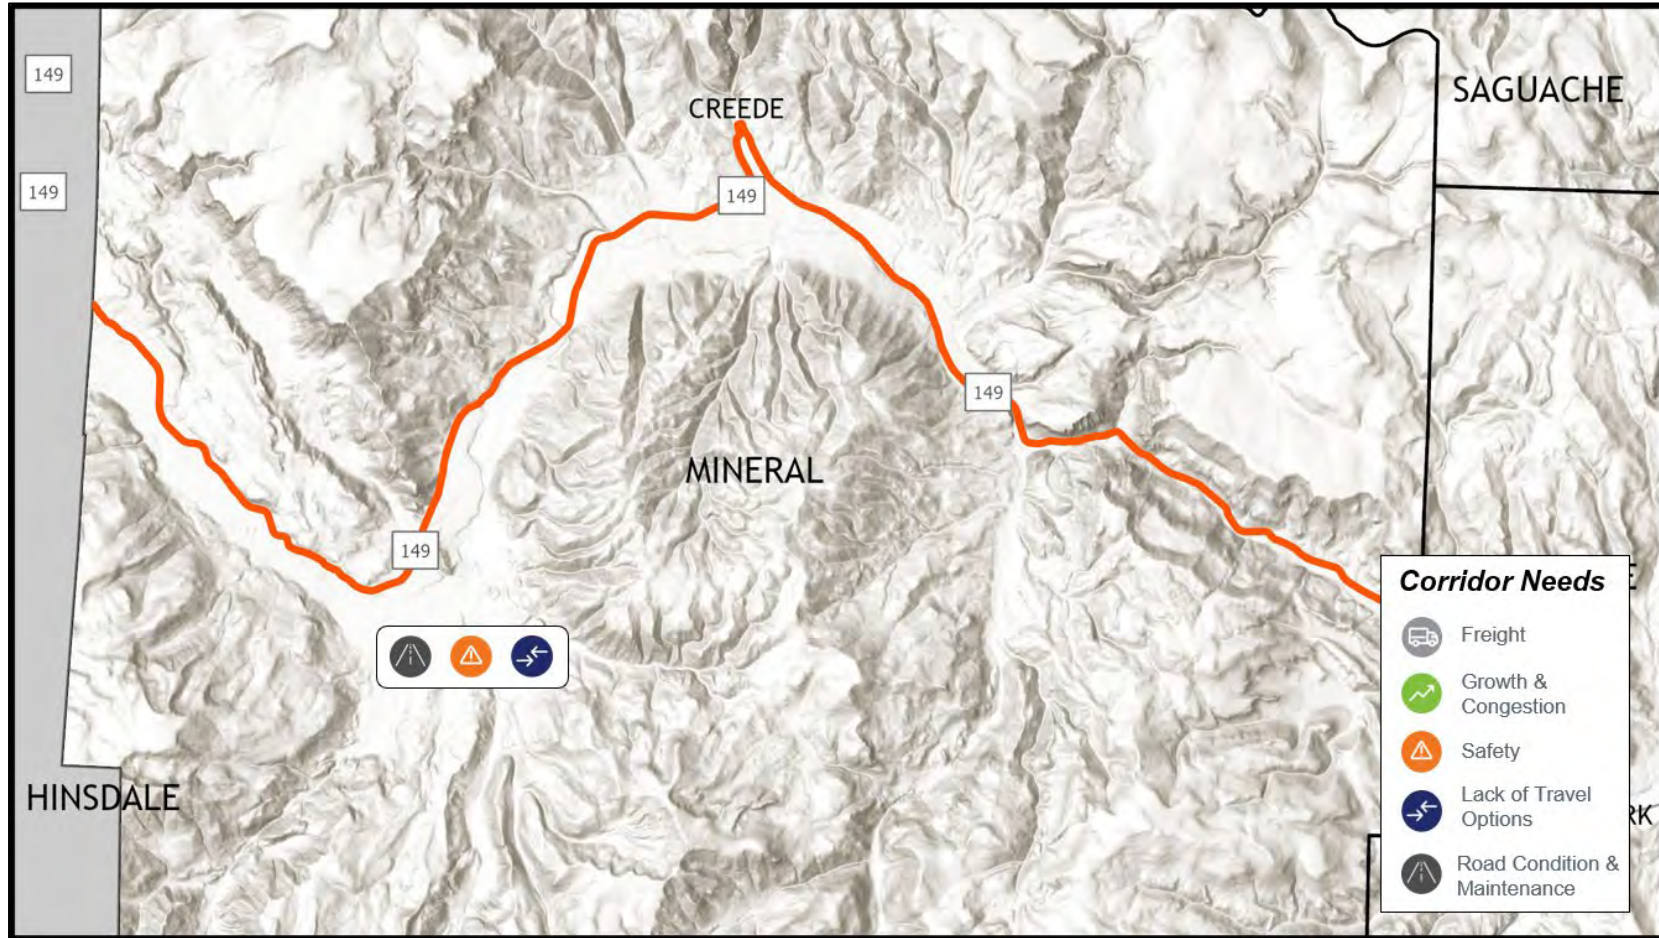 149
SAGUACHE
CREEDE
149
149
149
MINERAL
149
Corridor Needs
E
Freight
Growth &
Congestion
Safety
HINSDALE
Lack of Travel
Options
RK
Road Condition &
Maintenance